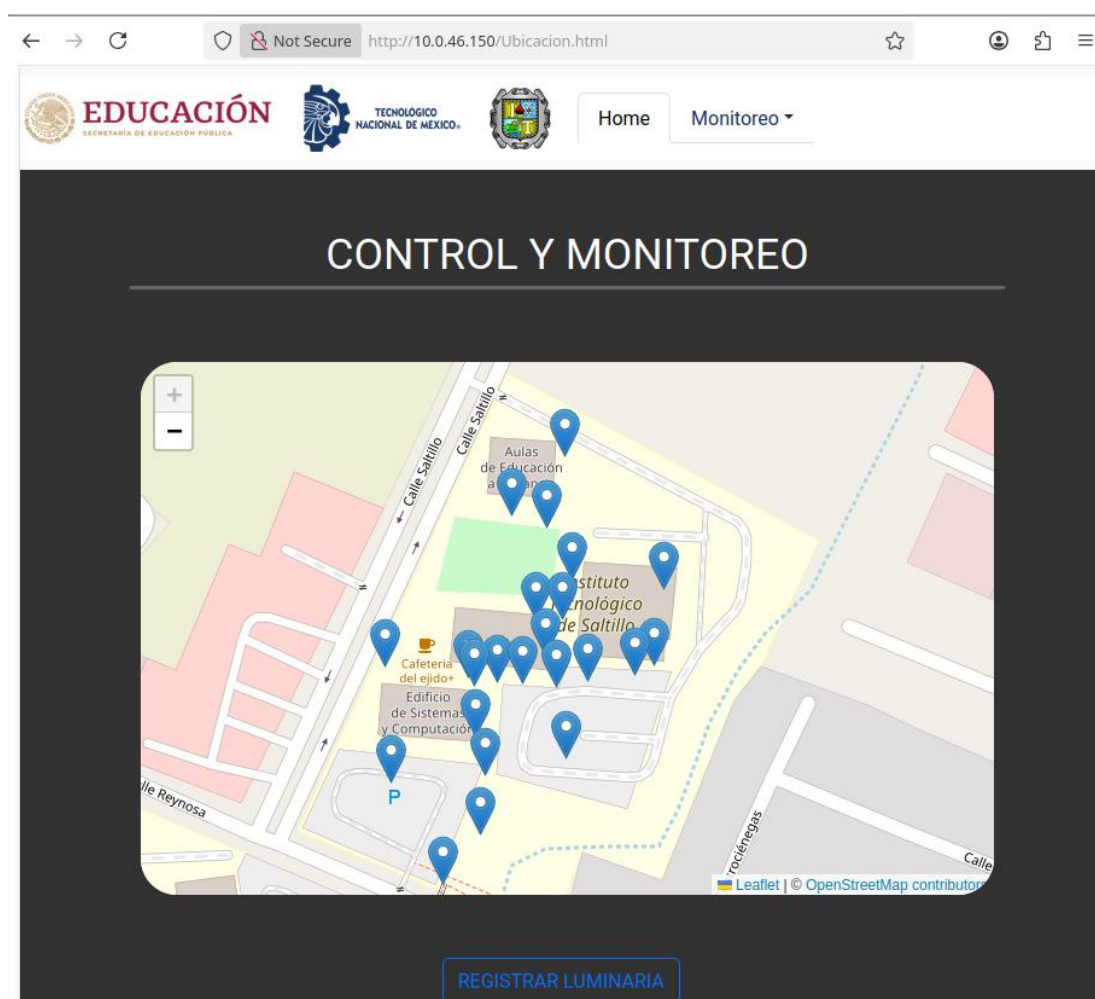 Not Secure http://10.0.46.150/Ubicacion.html
EDUCACIÓN
SECRETARÍA DE EDUCACIÓN PÚBLICA
TECNOLÓGICO
NACIONAL DE MÉXICO®
Home Monitoreo
CONTROL Y MONITOREO
+
−
Calle Saltillo
Calle Saltillo
Aulas
de Educación
a
Instituto
Tecnológico
de Saltillo
Cafetería
del ejido+
Edificio
de Sistemas
y Computación
P
Calle Reynosa
Calle
Leaflet | © OpenStreetMap contributors
REGISTRAR LUMINARIA